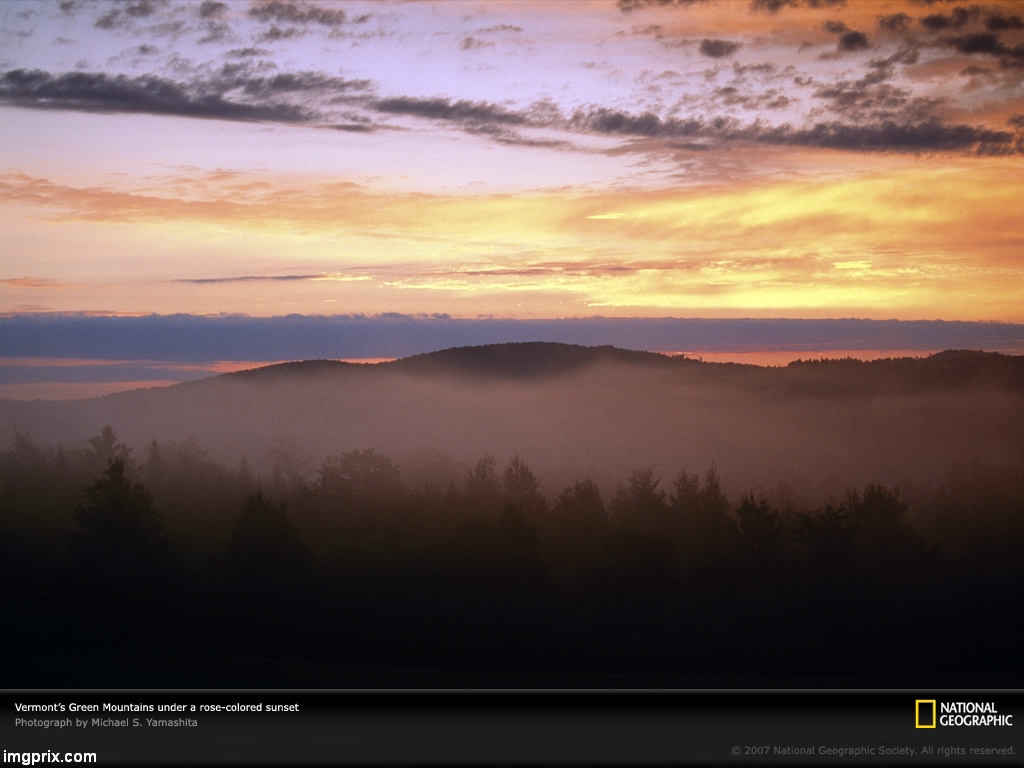 Vermont's Green Mountains under a rose-colored sunset
Photograph by Michael S. Yamashita
NATIONAL
GEOGRAPHIC
© 2007 National Geographic Society. All rights reserved.
imgprix.com